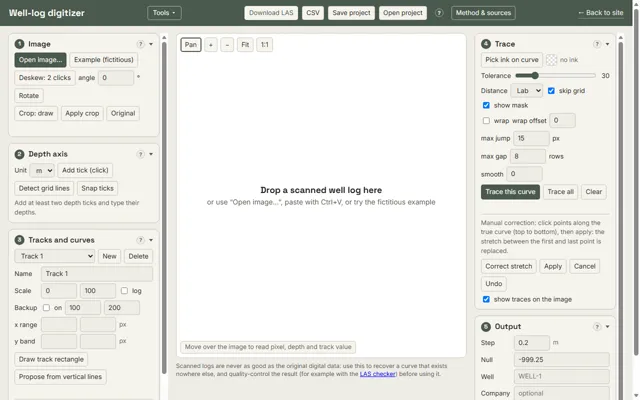 Well-log digitizer
Tools
Download LAS
CSV
Save project
Open project
?
Method & sources
← Back to site
1 Image ?
Open image...
Example (fictitious)
Deskew: 2 clicks
angle
0
°
Rotate
Crop: draw
Apply crop
Original
2 Depth axis ?
Unit
m
Add tick (click)
Detect grid lines
Snap ticks
Add at least two depth ticks and type their
depths.
3 Tracks and curves ?
Track 1
New
Delete
Name
Track 1
Scale
0
100
log
Backup
on
100
200
x range
px
y band
px
Draw track rectangle
Propose from vertical lines
Pan
+
−
Fit
1:1
Drop a scanned well log here
or use "Open image...", paste with Ctrl+V, or try the fictitious example
Move over the image to read pixel, depth and track value
Scanned logs are never as good as the original digital data: use this to recover a curve that exists
nowhere else, and quality-control the result (for example with the LAS checker) before using it.
4 Trace ?
Pick ink on curve
no ink
Tolerance
30
Distance
Lab
skip grid
show mask
wrap
wrap offset
0
max jump
15
px
max gap
8
rows
smooth
0
Trace this curve
Trace all
Clear
Manual correction: click points along the
true curve (top to bottom), then apply: the
stretch between the first and last point is
replaced.
Correct stretch
Apply
Cancel
Undo
show traces on the image
5 Output ?
Step
0.2
m
Null
-999.25
Well
WELL-1
Company
optional